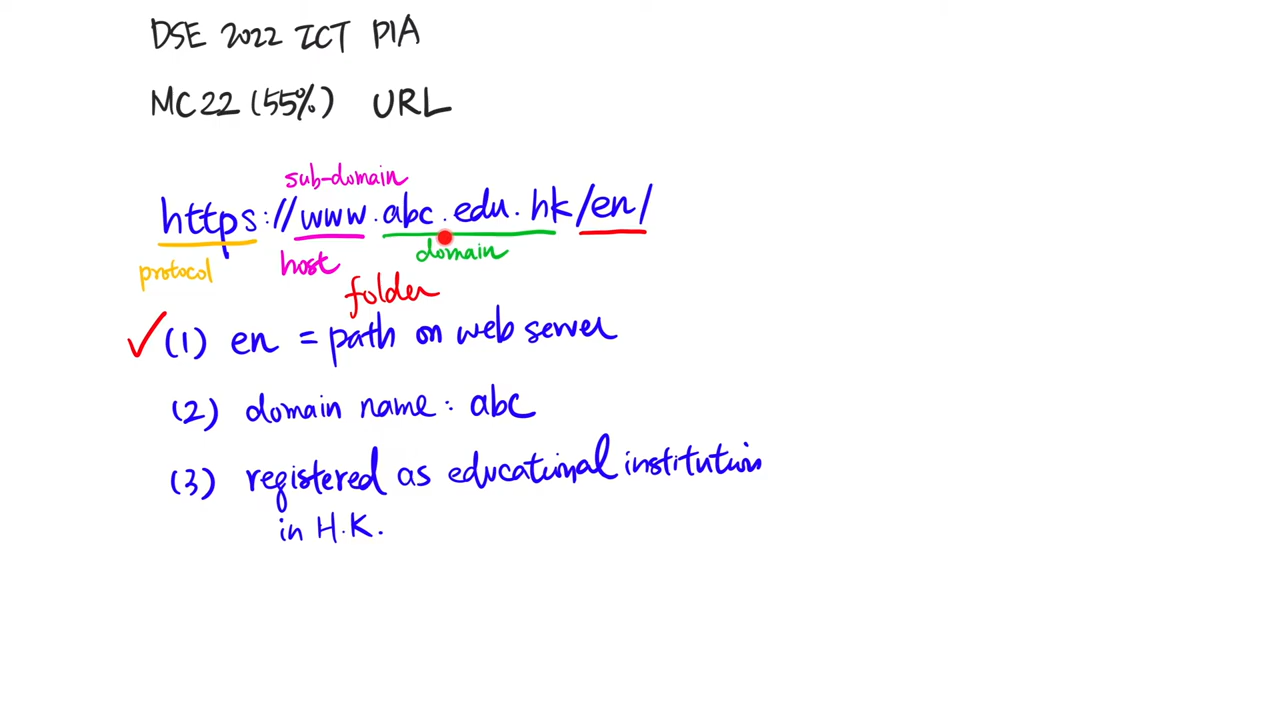 DSE 2022 ICT P1A
MC22 (55%) URL
sub-domain
https://www.abc.edu.hk/en/
protocol host domain
folder
✓ (1) en = path on web server
(2) domain name : abc
(3) registered as educational institution
in H.K.